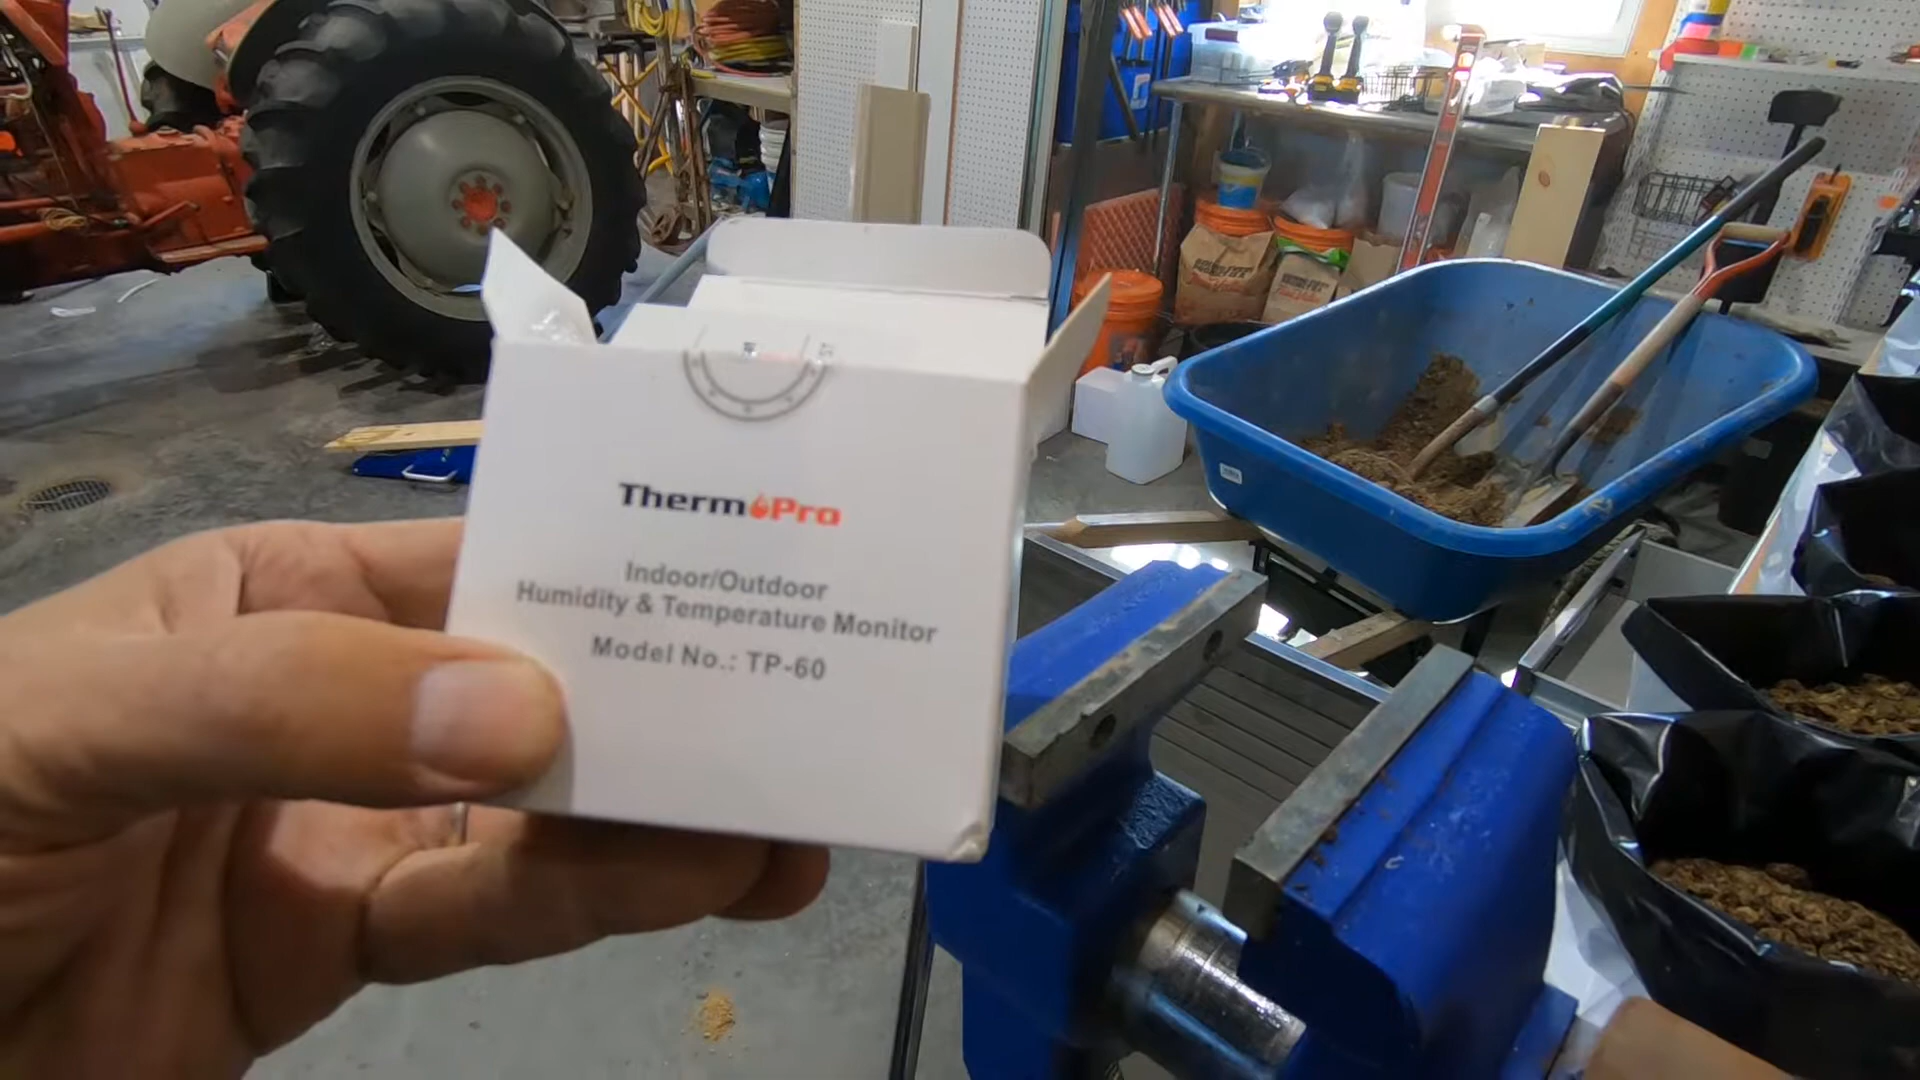 ThermoPro
Indoor/Outdoor
Humidity & Temperature Monitor
Model No.: TP-60